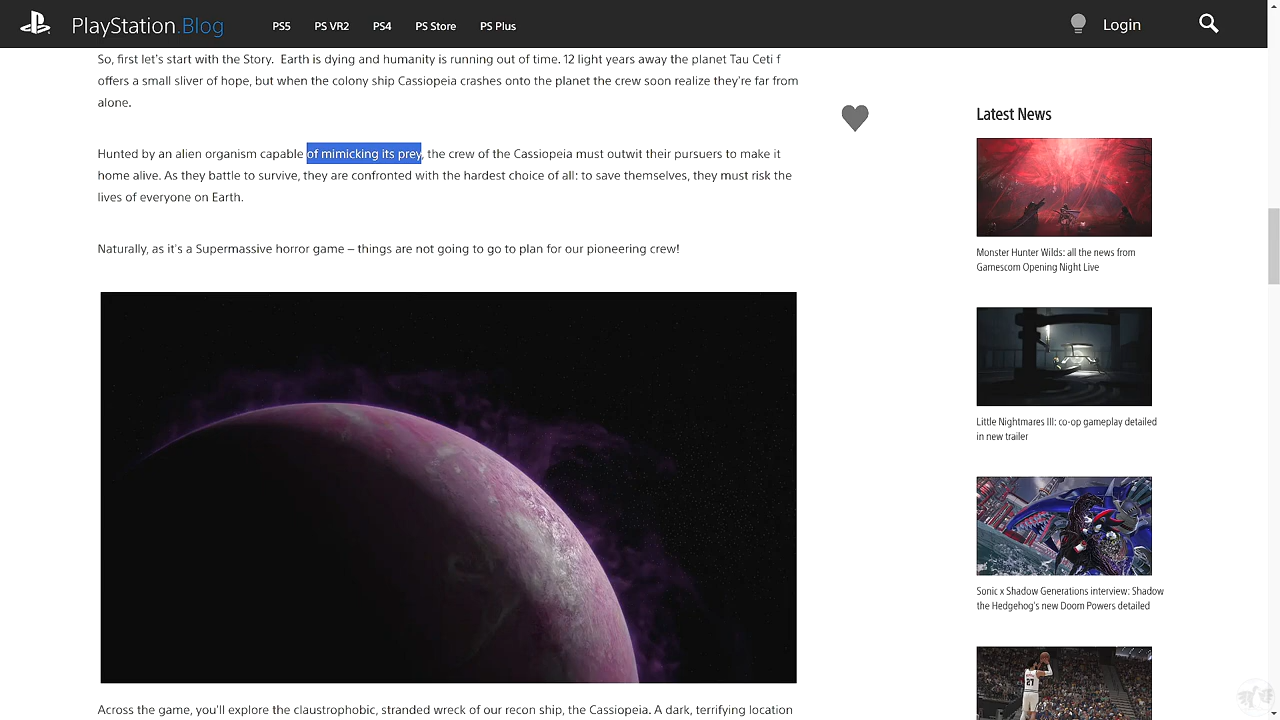 PlayStation.Blog
PS5
PS VR2
PS4
PS Store
PS Plus
Login
So, first let's start with the Story.  Earth is dying and humanity is running out of time. 12 light years away the planet Tau Ceti f
offers a small sliver of hope, but when the colony ship Cassiopeia crashes onto the planet the crew soon realize they're far from
alone.
Hunted by an alien organism capable of mimicking its prey, the crew of the Cassiopeia must outwit their pursuers to make it
home alive. As they battle to survive, they are confronted with the hardest choice of all: to save themselves, they must risk the
lives of everyone on Earth.
Naturally, as it's a Supermassive horror game – things are not going to go to plan for our pioneering crew!
Across the game, you'll explore the claustrophobic, stranded wreck of our recon ship, the Cassiopeia. A dark, terrifying location
Latest News
Monster Hunter Wilds: all the news from
Gamescom Opening Night Live
Little Nightmares III: co-op gameplay detailed
in new trailer
Sonic x Shadow Generations interview: Shadow
the Hedgehog's new Doom Powers detailed
27